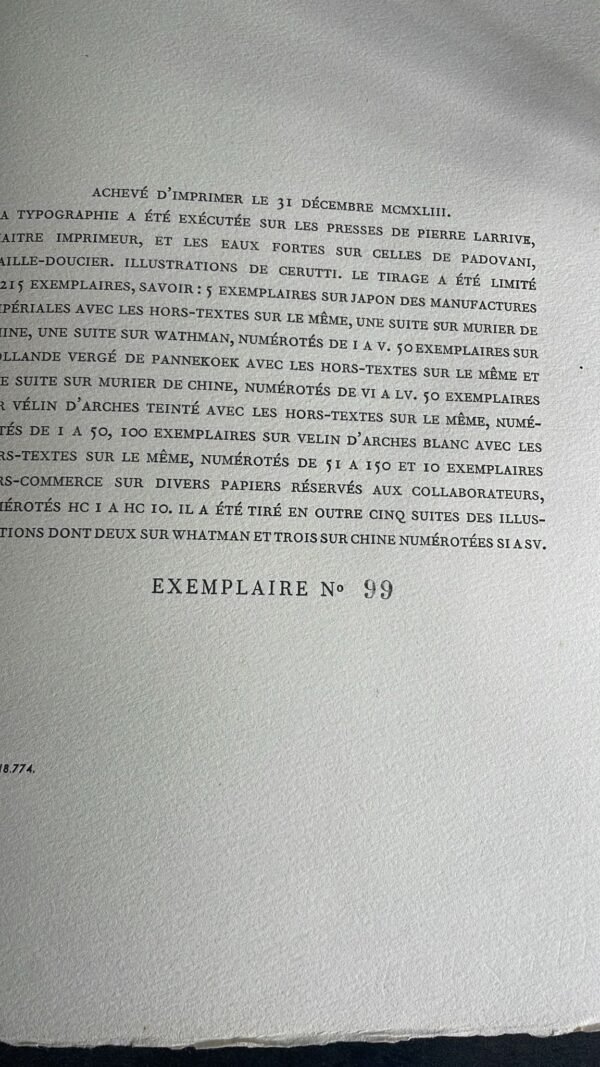 ACHEVÉ D'IMPRIMER LE 31 DÉCEMBRE MCMXLIII.
A TYPOGRAPHIE A ÉTÉ EXÉCUTÉE SUR LES PRESSES DE PIERRE LARRIVE,
AITRE IMPRIMEUR, ET LES EAUX FORTES SUR CELLES DE PADOVANI,
AILLE-DOUCIER. ILLUSTRATIONS DE CERUTTI. LE TIRAGE A ÉTÉ LIMITÉ
215 EXEMPLAIRES, SAVOIR : 5 EXEMPLAIRES SUR JAPON DES MANUFACTURES
PÉRIALES AVEC LES HORS-TEXTES SUR LE MÊME, UNE SUITE SUR MURIER DE
HINE, UNE SUITE SUR WATHMAN, NUMÉROTÉS DE I A V. 50 EXEMPLAIRES SUR
OLLANDE VERGÉ DE PANNEKOEK AVEC LES HORS-TEXTES SUR LE MÊME ET
E SUITE SUR MURIER DE CHINE, NUMÉROTÉS DE VI A LV. 50 EXEMPLAIRES
R VÉLIN D'ARCHES TEINTÉ AVEC LES HORS-TEXTES SUR LE MÊME, NUMÉ-
TÉS DE 1 A 50, 100 EXEMPLAIRES SUR VELIN D'ARCHES BLANC AVEC LES
RS-TEXTES SUR LE MÊME, NUMÉROTÉS DE 51 A 150 ET 10 EXEMPLAIRES
RS-COMMERCE SUR DIVERS PAPIERS RÉSERVÉS AUX COLLABORATEURS,
MÉROTÉS HC 1 A HC 10. IL A ÉTÉ TIRÉ EN OUTRE CINQ SUITES DES ILLUS-
TIONS DONT DEUX SUR WHATMAN ET TROIS SUR CHINE NUMÉROTÉES SI A SV.
EXEMPLAIRE Nº 99
18.774.